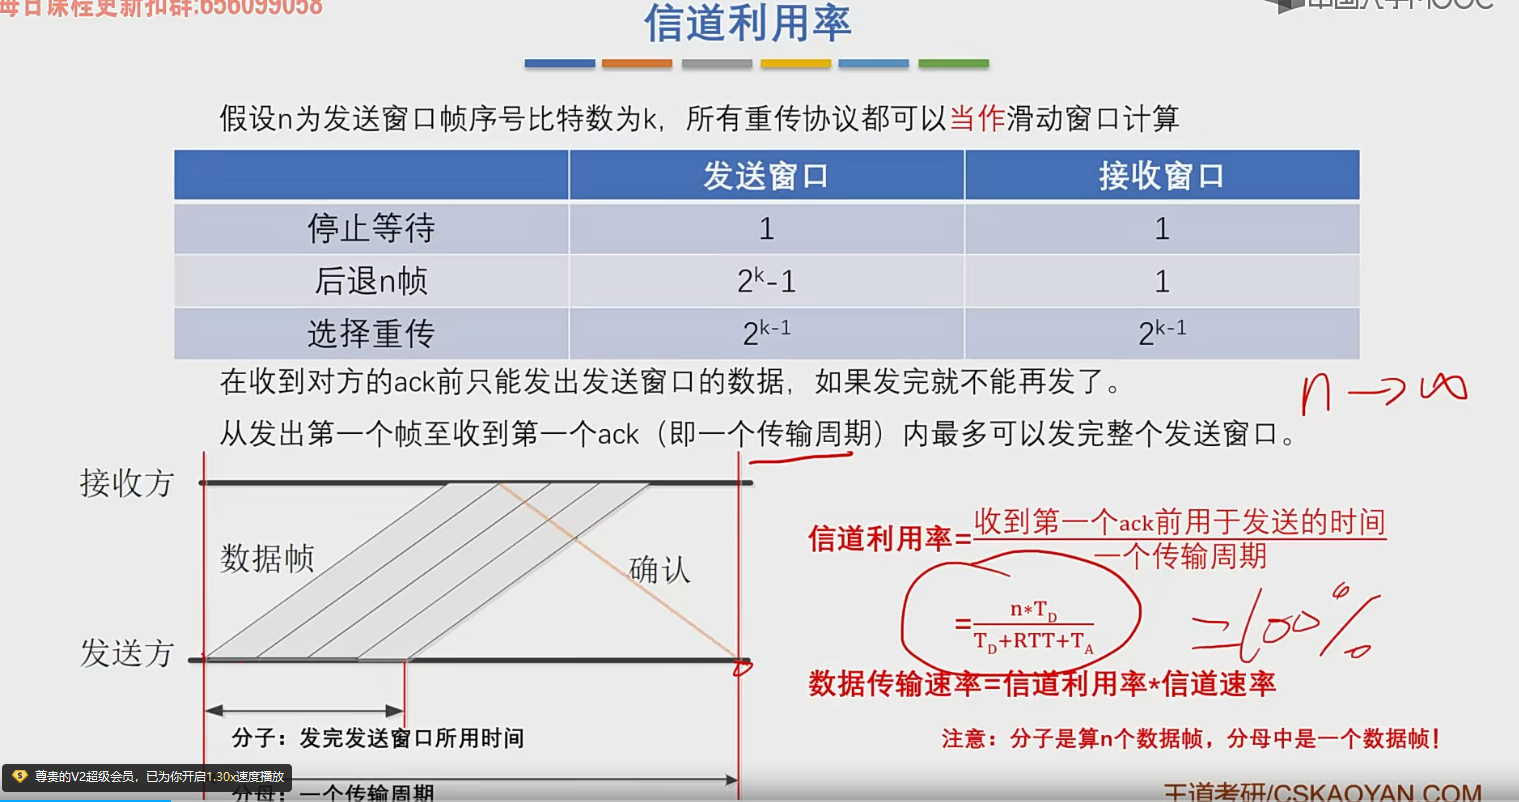 每日课程更新扣群:656099058
中国大学MOOC
信道利用率
假设n为发送窗口帧序号比特数为k，所有重传协议都可以当作滑动窗口计算
发送窗口 接收窗口
停止等待 1 1
后退n帧 2^k-1 1
选择重传 2^(k-1) 2^(k-1)
在收到对方的ack前只能发出发送窗口的数据，如果发完就不能再发了。
n→∞
从发出第一个帧至收到第一个ack（即一个传输周期）内最多可以发完整个发送窗口。
接收方
数据帧
确认
发送方
分子：发完发送窗口所用时间
分母：一个传输周期
信道利用率=收到第一个ack前用于发送的时间/一个传输周期
=n*T_D/T_D+RTT+T_A
=100%
数据传输速率=信道利用率*信道速率
注意：分子是算n个数据帧，分母中是一个数据帧！
尊贵的V2超级会员，已为你开启1.30x速度播放
王道考研/CSKAOYAN.COM